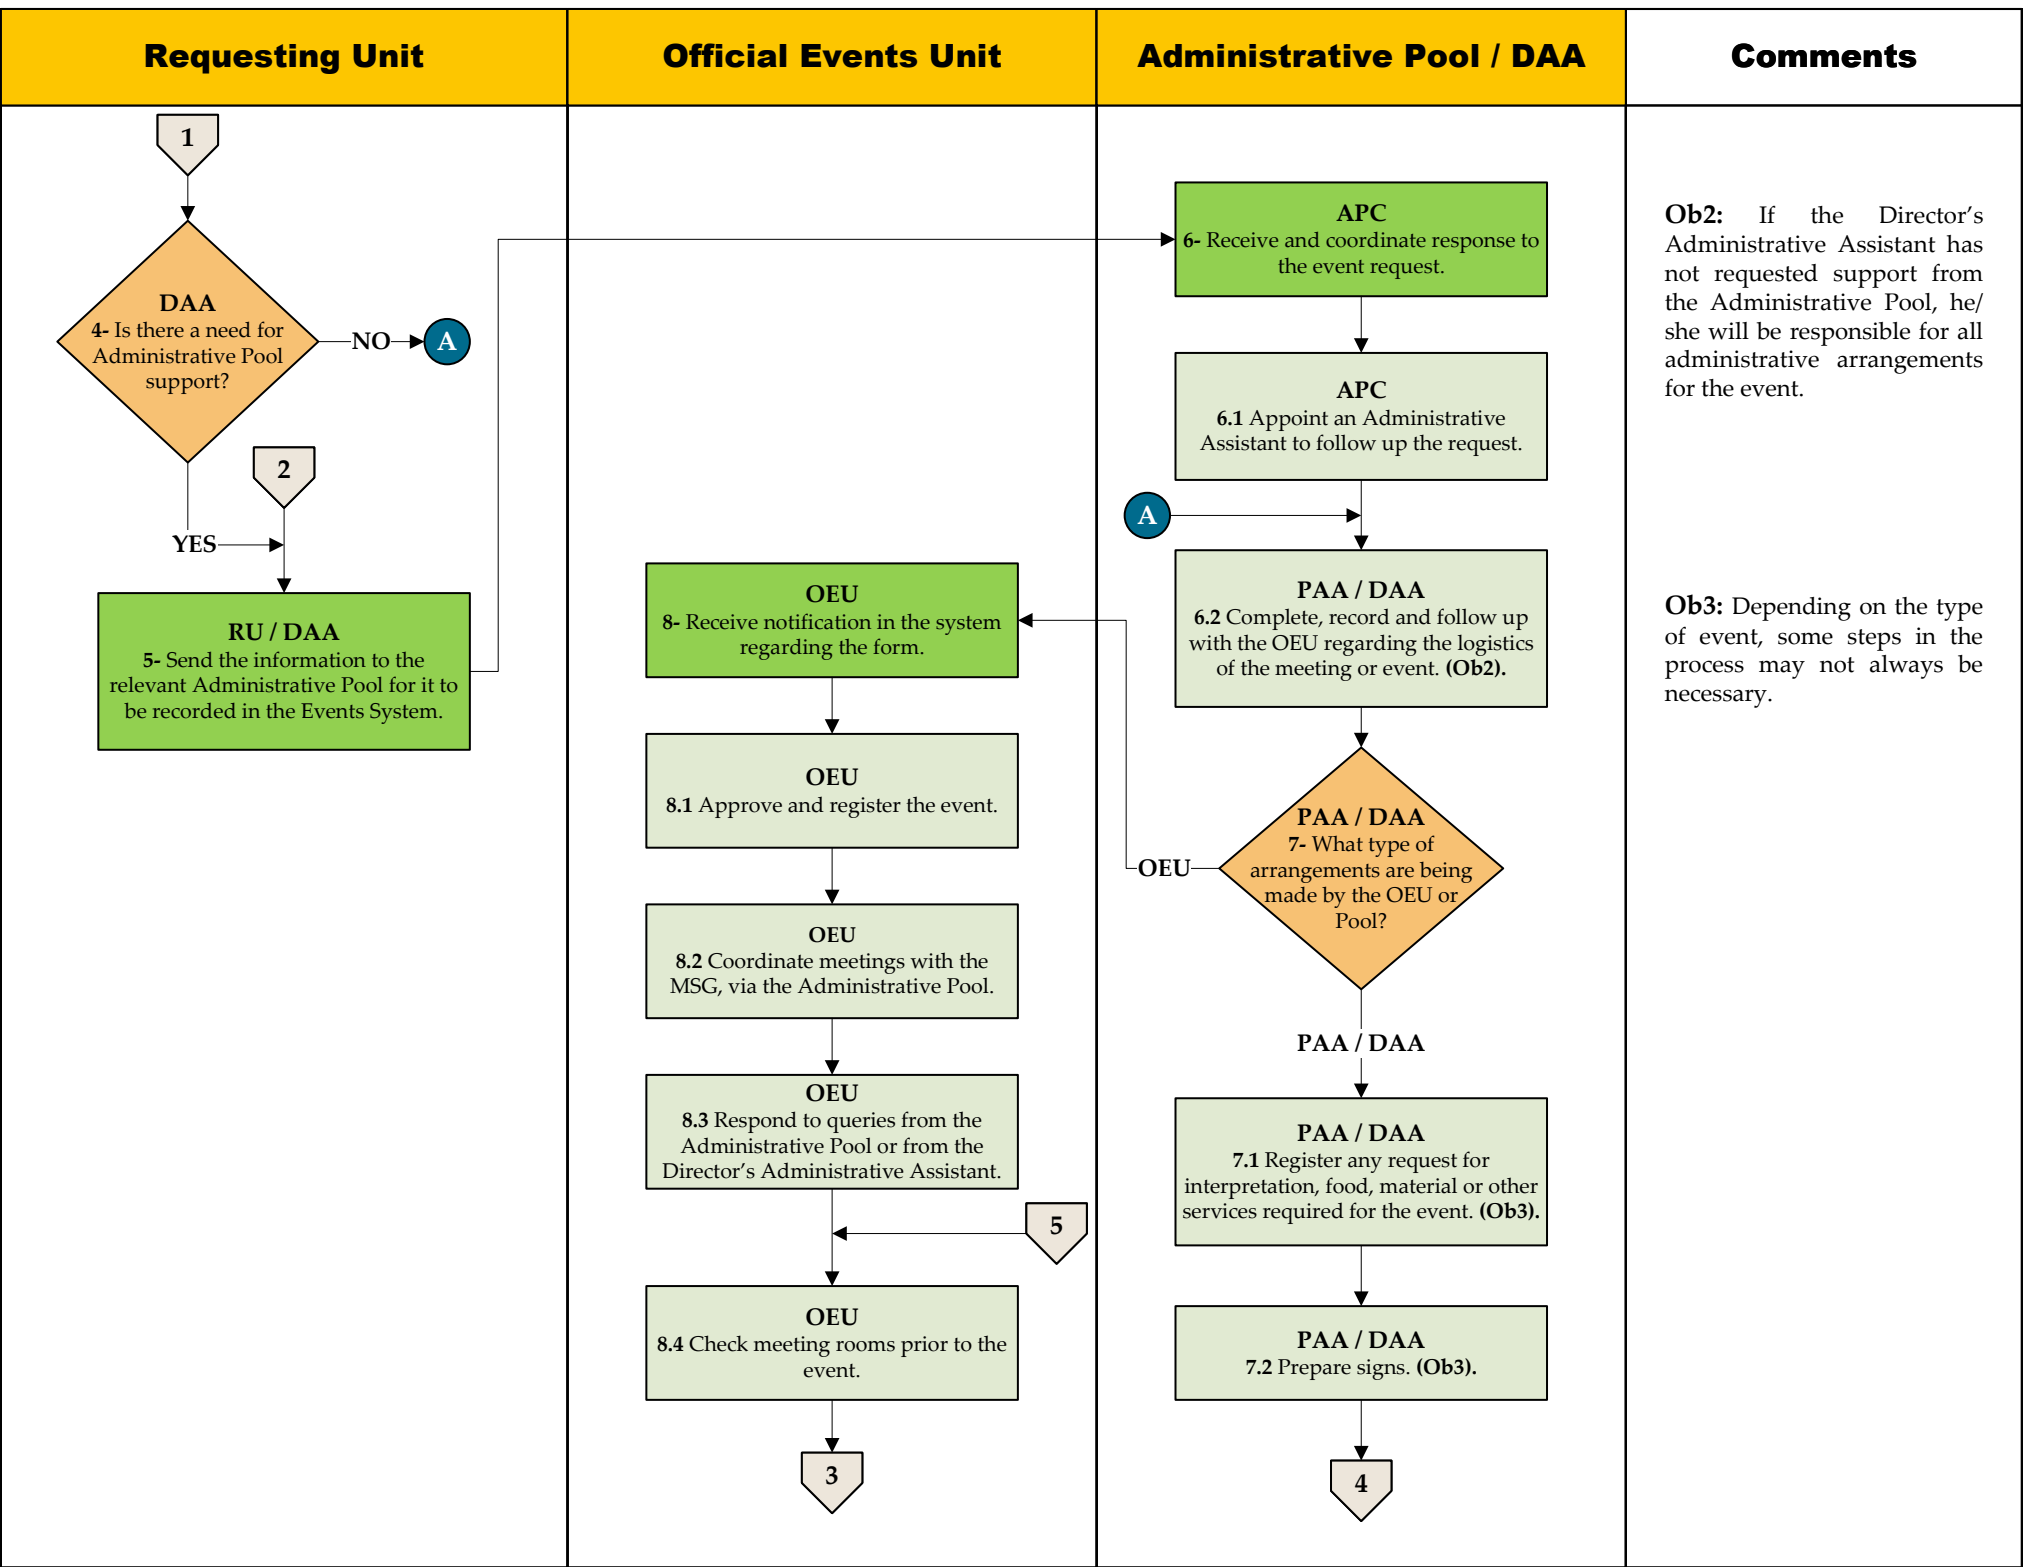 Requesting Unit
Official Events Unit
Administrative Pool / DAA
Comments
1
DAA
4- Is there a need for
Administrative Pool
support?
NO
A
2
YES
RU / DAA
5- Send the information to the
relevant Administrative Pool for it to
be recorded in the Events System.
OEU
8- Receive notification in the system
regarding the form.
OEU
8.1 Approve and register the event.
OEU
8.2 Coordinate meetings with the
MSG, via the Administrative Pool.
OEU
8.3 Respond to queries from the
Administrative Pool or from the
Director’s Administrative Assistant.
5
OEU
8.4 Check meeting rooms prior to the
event.
3
APC
6- Receive and coordinate response to
the event request.
APC
6.1 Appoint an Administrative
Assistant to follow up the request.
A
PAA / DAA
6.2 Complete, record and follow up
with the OEU regarding the logistics
of the meeting or event. (Ob2).
PAA / DAA
7- What type of
arrangements are being
made by the OEU or
Pool?
OEU
PAA / DAA
PAA / DAA
7.1 Register any request for
interpretation, food, material or other
services required for the event. (Ob3).
PAA / DAA
7.2 Prepare signs. (Ob3).
4
Ob2: If the Director’s
Administrative Assistant has
not requested support from
the Administrative Pool, he/
she will be responsible for all
administrative arrangements
for the event.
Ob3: Depending on the type
of event, some steps in the
process may not always be
necessary.